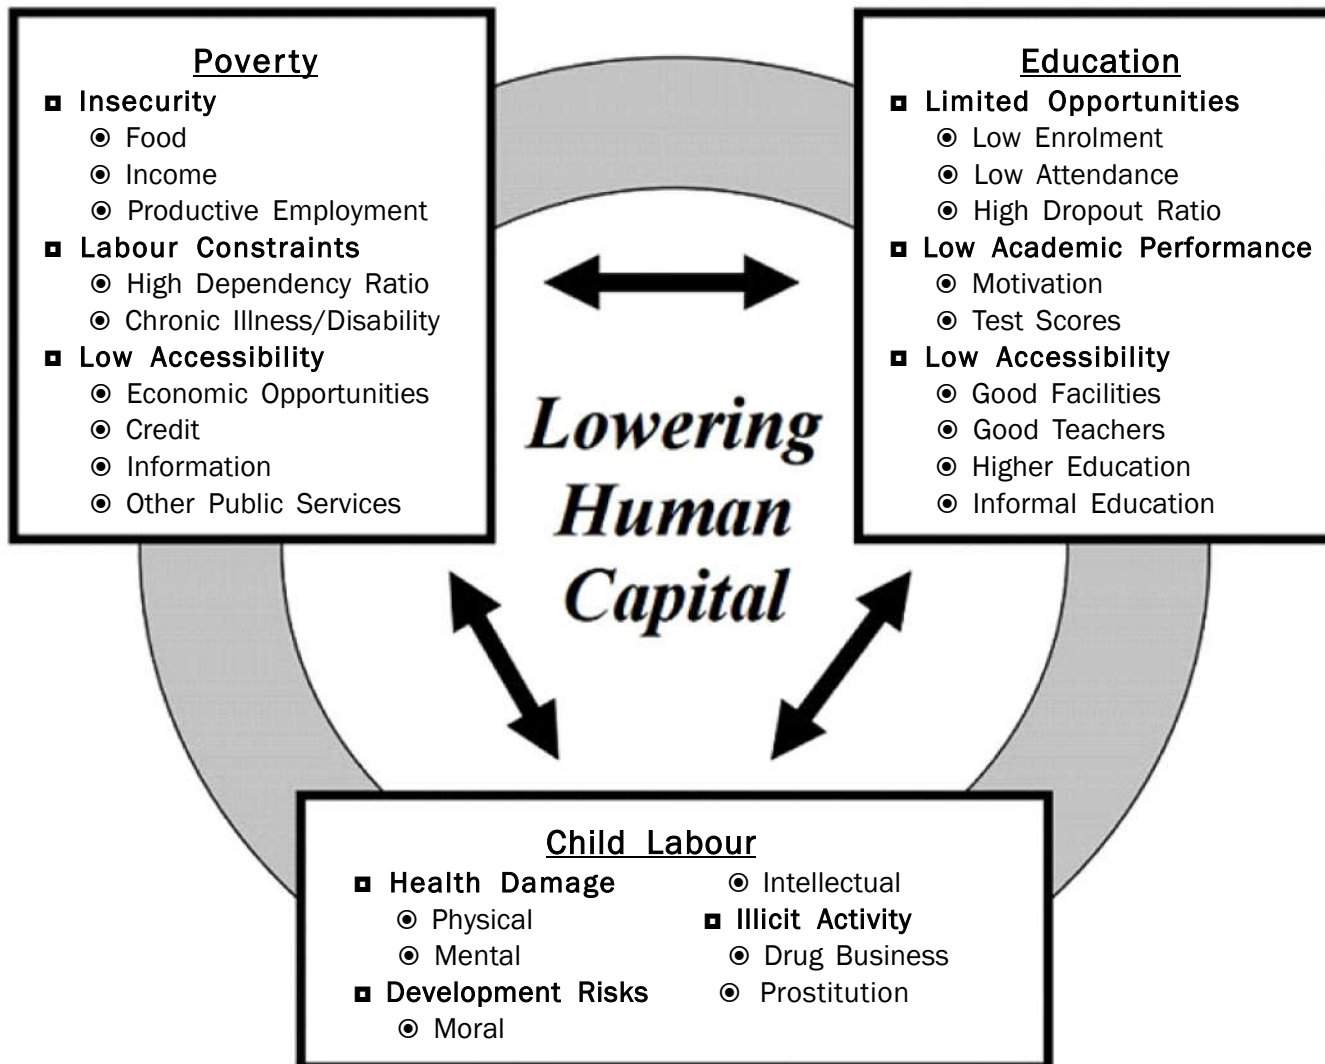 Poverty
Insecurity
Food
Income
Productive Employment
Labour Constraints
High Dependency Ratio
Chronic Illness/Disability
Low Accessibility
Economic Opportunities
Credit
Information
Other Public Services
Education
Limited Opportunities
Low Enrolment
Low Attendance
High Dropout Ratio
Low Academic Performance
Motivation
Test Scores
Low Accessibility
Good Facilities
Good Teachers
Higher Education
Informal Education
Lowering
Human
Capital
Child Labour
Health Damage
Physical
Mental
Development Risks
Moral
Intellectual
Illicit Activity
Drug Business
Prostitution